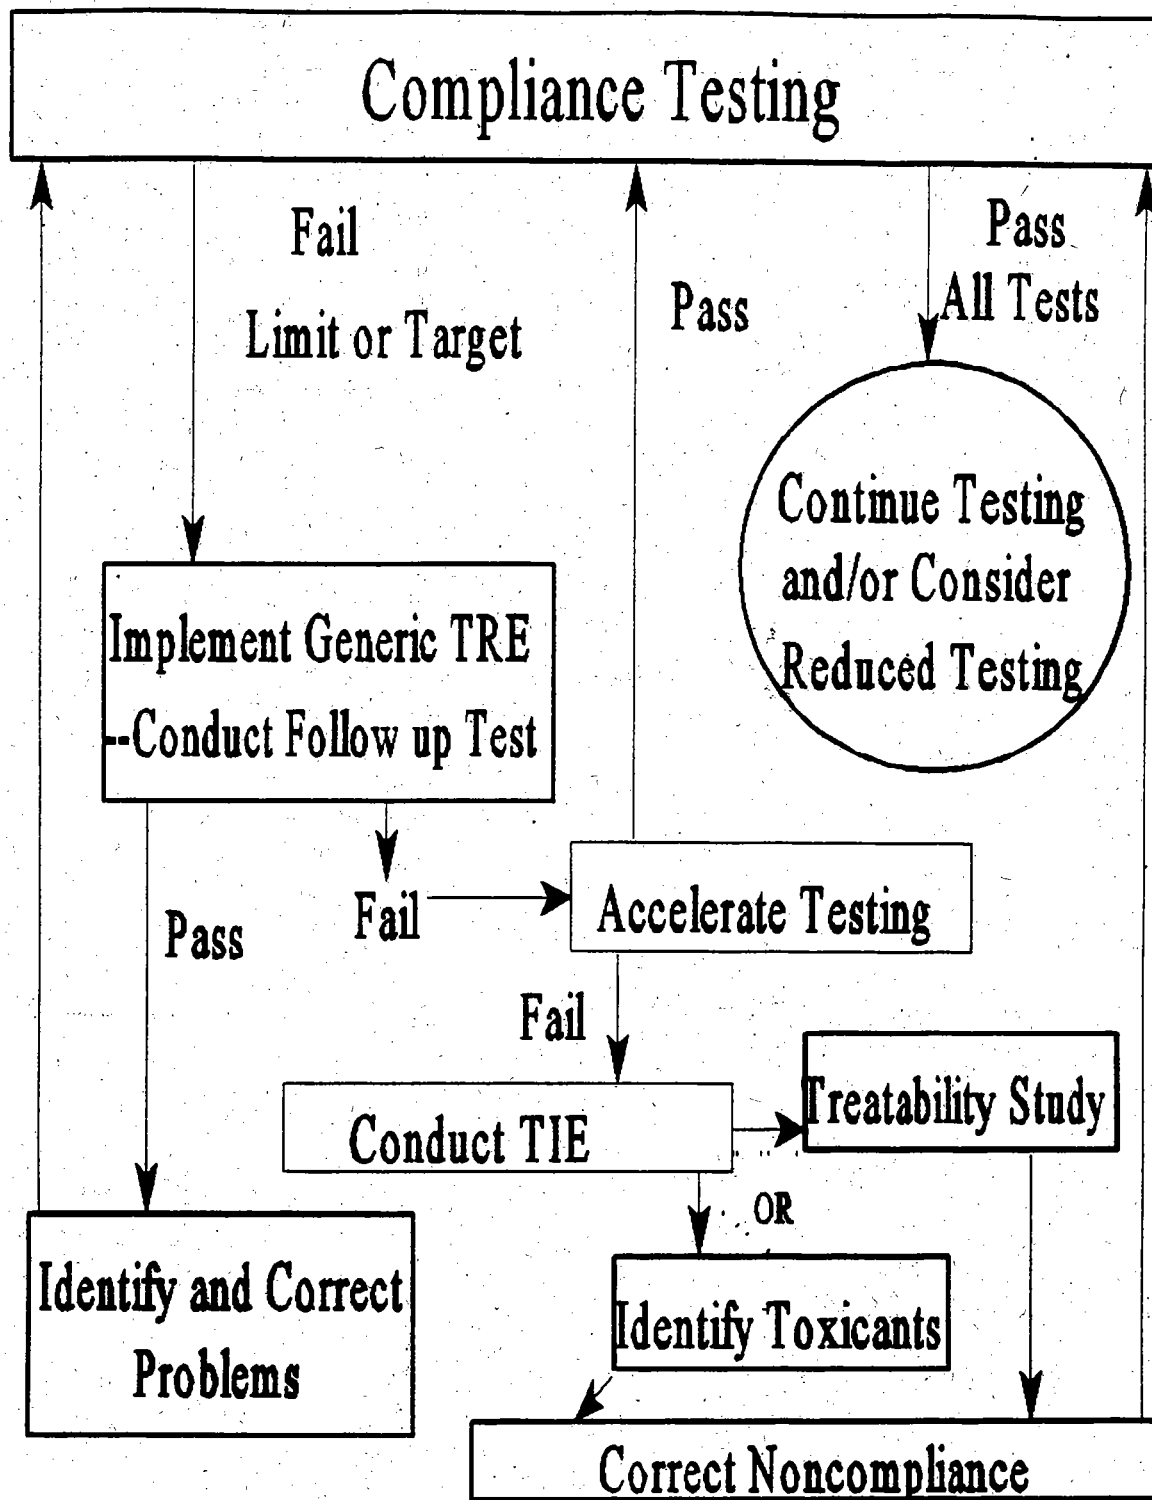 Compliance Testing
Fail
Limit or Target
Pass
Pass
All Tests
Continue Testing
and/or Consider
Reduced Testing
Implement Generic TRE
--Conduct Follow up Test
Pass
Fail
Accelerate Testing
Fail
Conduct TIE
Treatability Study
OR
Identify and Correct
Problems
Identify Toxicants
Correct Noncompliance